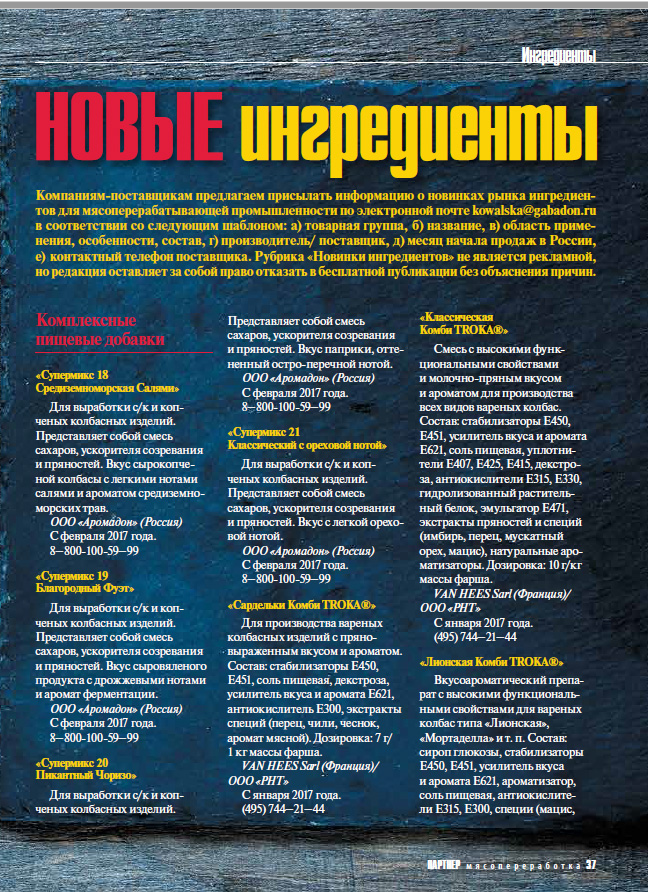 Ингредиенты
НОВЫЕ ингредиенты
Компаниям-поставщикам предлагаем присылать информацию о новинках рынка ингредиен-
тов для мясоперерабатывающей промышленности по электронной почте kowalska@gabadon.ru
в соответствии со следующим шаблоном: а) товарная группа, б) название, в) область приме-
нения, особенности, состав, г) производитель/ поставщик, д) месяц начала продаж в России,
е) контактный телефон поставщика. Рубрика «Новинки ингредиентов» не является рекламной,
но редакция оставляет за собой право отказать в бесплатной публикации без объяснения причин.
Комплексные
пищевые добавки
«Супермикс 18
Средиземноморская Салями»
Для выработки с/к и коп-
ченых колбасных изделий.
Представляет собой смесь
сахаров, ускорителя созревания
и пряностей. Вкус сырокопче-
ной колбасы с легкими нотами
салями и ароматом средиземно-
морских трав.
ООО «Аромадон» (Россия)
С февраля 2017 года.
8–800-100-59–99
«Супермикс 19
Благородный Фуэт»
Для выработки с/к и коп-
ченых колбасных изделий.
Представляет собой смесь
сахаров, ускорителя созревания
и пряностей. Вкус сыровяленого
продукта с дрожжевыми нотами
и аромат ферментации.
ООО «Аромадон» (Россия)
С февраля 2017 года.
8–800-100-59–99
«Супермикс 20
Пикантный Чоризо»
Для выработки с/к и коп-
ченых колбасных изделий.
Представляет собой смесь
сахаров, ускорителя созревания
и пряностей. Вкус паприки, отте-
ненный остро-перечной нотой.
ООО «Аромадон» (Россия)
С февраля 2017 года.
8–800-100-59–99
«Супермикс 21
Классический с ореховой нотой»
Для выработки с/к и коп-
ченых колбасных изделий.
Представляет собой смесь
сахаров, ускорителя созревания
и пряностей. Вкус с легкой орехо-
вой нотой.
ООО «Аромадон» (Россия)
С февраля 2017 года.
8–800-100-59–99
«Сардельки Комби TROKA®»
Для производства вареных
колбасных изделий с пряно-
выраженным вкусом и ароматом.
Состав: стабилизаторы Е450,
Е451, соль пищевая, декстроза,
усилитель вкуса и аромата Е621,
антиокислитель Е300, экстракты
специй (перец, чили, чеснок,
аромат мясной). Дозировка: 7 г/
1 кг массы фарша.
VAN HEES Sarl (Франция)/
ООО «РНТ»
С января 2017 года.
(495) 744–21–44
«Классическая
Комби TROKA®»
Смесь с высокими функ-
циональными свойствами
и молочно-пряным вкусом
и ароматом для производства
всех видов вареных колбас.
Состав: стабилизаторы Е450,
Е451, усилитель вкуса и аромата
Е621, соль пищевая, уплотни-
тели Е407, Е425, Е415, декстро-
за, антиокислители Е315, Е330,
гидролизованный раститель-
ный белок, эмульгатор Е471,
экстракты пряностей и специй
(имбирь, перец, мускатный
орех, мацис), натуральные аро-
матизаторы. Дозировка: 10 г/кг
массы фарша.
VAN HEES Sarl (Франция)/
ООО «РНТ»
С января 2017 года.
(495) 744–21–44
«Лионская Комби TROKA®»
Вкусоароматический препа-
рат с высокими функциональ-
ными свойствами для вареных
колбас типа «Лионская»,
«Мортаделла» и т. п. Состав:
сироп глюкозы, стабилизаторы
Е450, Е451, усилитель вкуса
и аромата Е621, ароматизатор,
соль пищевая, антиокислите-
ли Е315, Е300, специи (мацис,
ПАРТНЕР мясопереработка 37